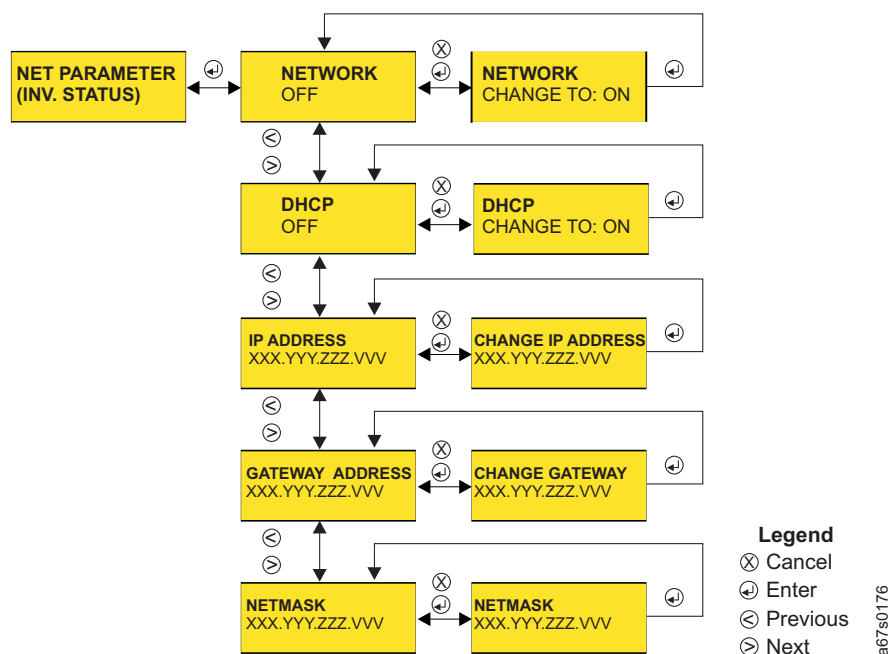 NET PARAMETER
(INV. STATUS)
NETWORK
OFF
NETWORK
CHANGE TO: ON
DHCP
OFF
DHCP
CHANGE TO: ON
IP ADDRESS
XXX.YYY.ZZZ.VVV
CHANGE IP ADDRESS
XXX.YYY.ZZZ.VVV
GATEWAY ADDRESS
XXX.YYY.ZZZ.VVV
CHANGE GATEWAY
XXX.YYY.ZZZ.VVV
NETMASK
XXX.YYY.ZZZ.VVV
NETMASK
XXX.YYY.ZZZ.VVV
Legend
Cancel
Enter
Previous
Next
a67s0176